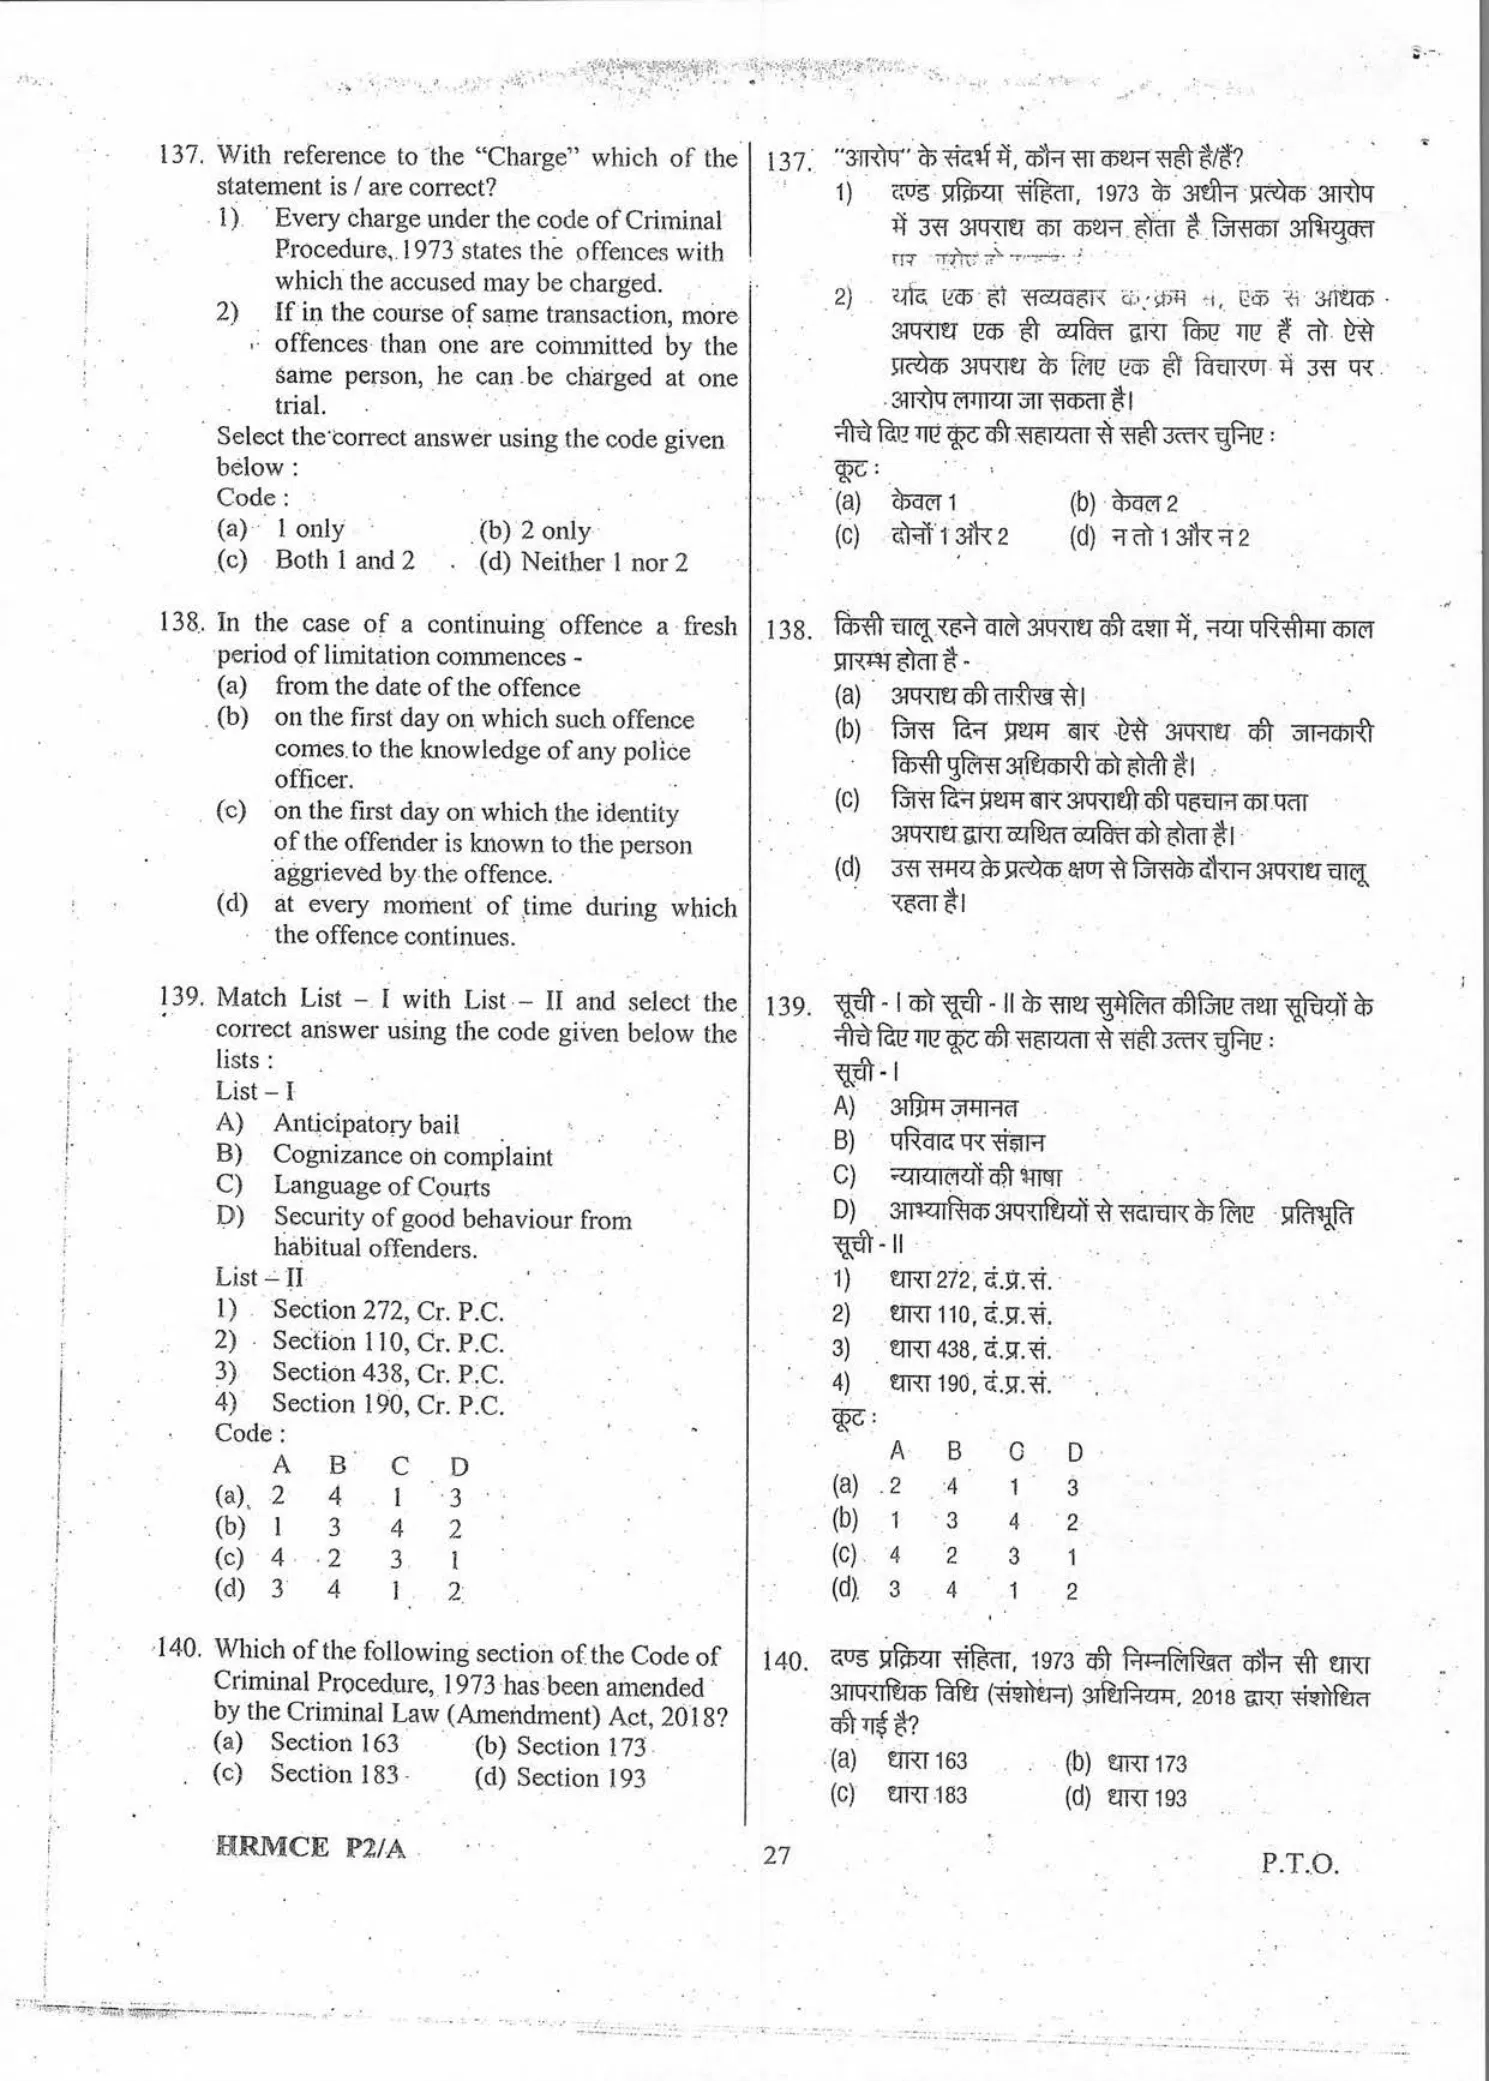 137. With reference to the “Charge” which of the
statement is / are correct?
1) Every charge under the code of Criminal
Procedure, 1973 states the offences with
which the accused may be charged.
2) If in the course of same transaction, more
offences than one are committed by the
same person, he can be charged at one
trial.
Select the correct answer using the code given
below :
Code :
(a) 1 only (b) 2 only
(c) Both 1 and 2 (d) Neither 1 nor 2
138. In the case of a continuing offence a fresh
period of limitation commences -
(a) from the date of the offence
(b) on the first day on which such offence
comes to the knowledge of any police
officer.
(c) on the first day on which the identity
of the offender is known to the person
aggrieved by the offence.
(d) at every moment of time during which
the offence continues.
139. Match List – I with List – II and select the
correct answer using the code given below the
lists :
List – I
A) Anticipatory bail
B) Cognizance on complaint
C) Language of Courts
D) Security of good behaviour from
habitual offenders.
List – II
1) Section 272, Cr. P.C.
2) Section 110, Cr. P.C.
3) Section 438, Cr. P.C.
4) Section 190, Cr. P.C.
Code :
A B C D
(a) 2 4 1 3
(b) 1 3 4 2
(c) 4 2 3 1
(d) 3 4 1 2
140. Which of the following section of the Code of
Criminal Procedure, 1973 has been amended
by the Criminal Law (Amendment) Act, 2018?
(a) Section 163 (b) Section 173
(c) Section 183 (d) Section 193
137. “आरोप” के संदर्भ में, कौन सा कथन सही है/हैं?
1) दण्ड प्रक्रिया संहिता, 1973 के अधीन प्रत्येक आरोप
में उस अपराध का कथन होता है जिसका अभियुक्त
पर
2) यदि एक ही संव्यवहार के क्रम में, एक से अधिक
अपराध एक ही व्यक्ति द्वारा किए गए हैं तो ऐसे
प्रत्येक अपराध के लिए एक ही विचारण में उस पर
आरोप लगाया जा सकता है।
नीचे दिए गए कूट की सहायता से सही उत्तर चुनिए :
कूट :
(a) केवल 1 (b) केवल 2
(c) दोनों 1 और 2 (d) न तो 1 और न 2
138. किसी चालू रहने वाले अपराध की दशा में, नया परिसीमा काल
प्रारम्भ होता है -
(a) अपराध की तारीख से।
(b) जिस दिन प्रथम बार ऐसे अपराध की जानकारी
किसी पुलिस अधिकारी को होती है।
(c) जिस दिन प्रथम बार अपराधी की पहचान का पता
अपराध द्वारा व्यथित व्यक्ति को होता है।
(d) उस समय के प्रत्येक क्षण से जिसके दौरान अपराध चालू
रहता है।
139. सूची - I को सूची - II के साथ सुमेलित कीजिए तथा सूचियों के
नीचे दिए गए कूट की सहायता से सही उत्तर चुनिए :
सूची - I
A) अग्रिम जमानत
B) परिवाद पर संज्ञान
C) न्यायालयों की भाषा
D) आभ्यासिक अपराधियों से सदाचार के लिए प्रतिभूति
सूची - II
1) धारा 272, दं.प्र.सं.
2) धारा 110, दं.प्र.सं.
3) धारा 438, दं.प्र.सं.
4) धारा 190, दं.प्र.सं.
कूट :
A B C D
(a) 2 4 1 3
(b) 1 3 4 2
(c) 4 2 3 1
(d) 3 4 1 2
140. दण्ड प्रक्रिया संहिता, 1973 की निम्नलिखित कौन सी धारा
आपराधिक विधि (संशोधन) अधिनियम, 2018 द्वारा संशोधित
की गई है?
(a) धारा 163 (b) धारा 173
(c) धारा 183 (d) धारा 193
HRMCE P2/A 27 P.T.O.